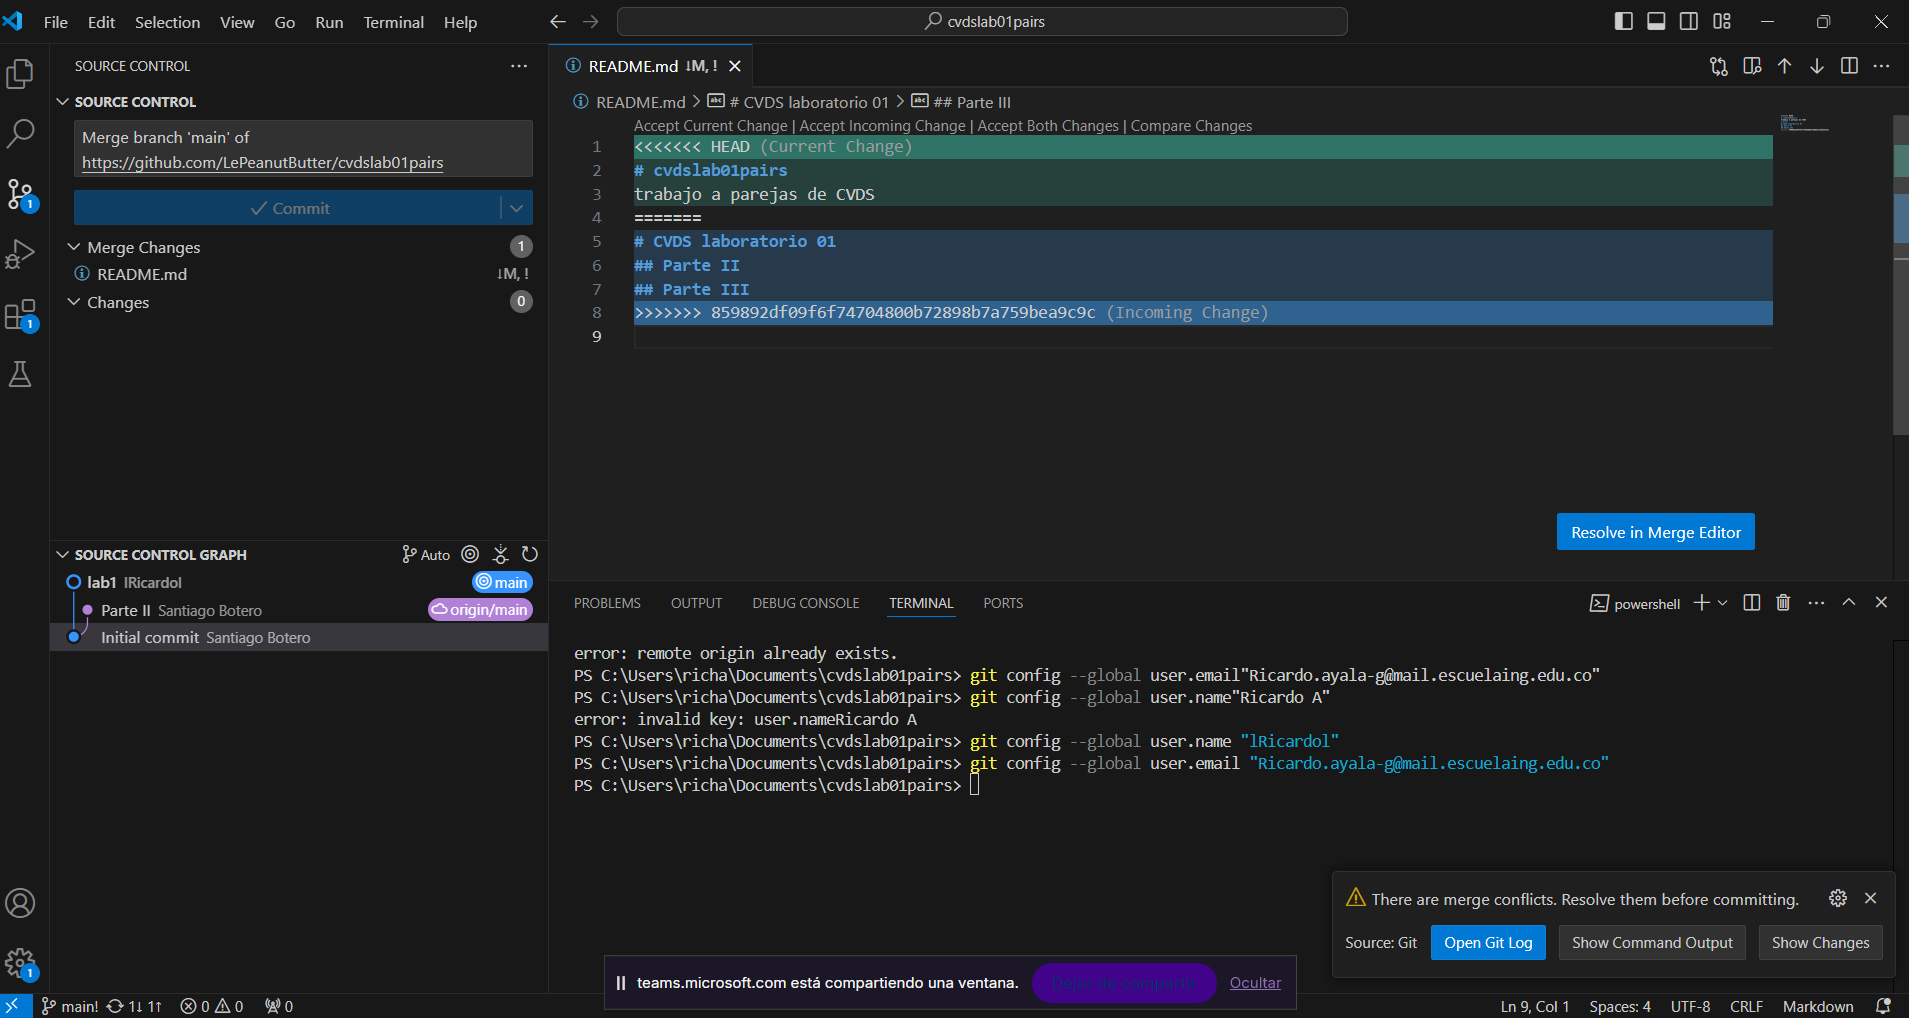 File Edit Selection View Go Run Terminal Help
cvdslab01pairs
SOURCE CONTROL
SOURCE CONTROL
Merge branch 'main' of
https://github.com/LePeanutButter/cvdslab01pairs
Commit
Merge Changes 1
README.md ↓M, !
Changes 0
1
1
SOURCE CONTROL GRAPH Auto
lab1 lRicardol main
Parte II Santiago Botero origin/main
Initial commit Santiago Botero
1
README.md ↓M, !
README.md > # CVDS laboratorio 01 > ## Parte III
Accept Current Change | Accept Incoming Change | Accept Both Changes | Compare Changes
1 <<<<<<< HEAD (Current Change)
2 # cvdslab01pairs
3 trabajo a parejas de CVDS
4 =======
5 # CVDS laboratorio 01
6 ## Parte II
7 ## Parte III
8 >>>>>>> 859892df09f6f74704800b72898b7a759bea9c9c (Incoming Change)
9
Resolve in Merge Editor
PROBLEMS OUTPUT DEBUG CONSOLE TERMINAL PORTS
powershell
error: remote origin already exists.
PS C:\Users\richa\Documents\cvdslab01pairs> git config --global user.email"Ricardo.ayala-g@mail.escuelaing.edu.co"
PS C:\Users\richa\Documents\cvdslab01pairs> git config --global user.name"Ricardo A"
error: invalid key: user.nameRicardo A
PS C:\Users\richa\Documents\cvdslab01pairs> git config --global user.name "lRicardol"
PS C:\Users\richa\Documents\cvdslab01pairs> git config --global user.email "Ricardo.ayala-g@mail.escuelaing.edu.co"
PS C:\Users\richa\Documents\cvdslab01pairs>
There are merge conflicts. Resolve them before committing.
Source: Git Open Git Log Show Command Output Show Changes
teams.microsoft.com está compartiendo una ventana. Dejar de compartir Ocultar
main! 1↓ 1↑ 0 0 0
Ln 9, Col 1 Spaces: 4 UTF-8 CRLF Markdown